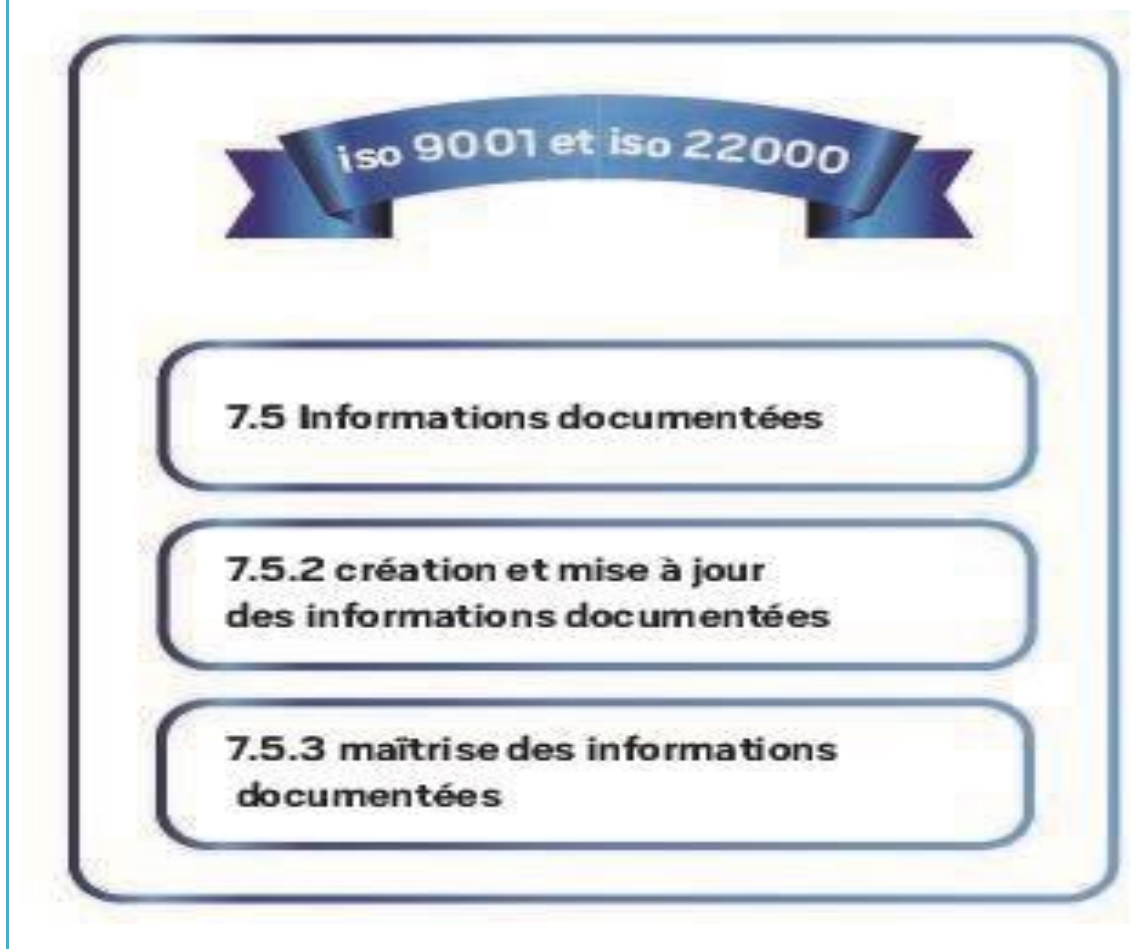 iso 9001 et iso 22000
7.5 Informations documentées
7.5.2 création et mise à jour
des informations documentées
7.5.3 maîtrise des informations
documentées